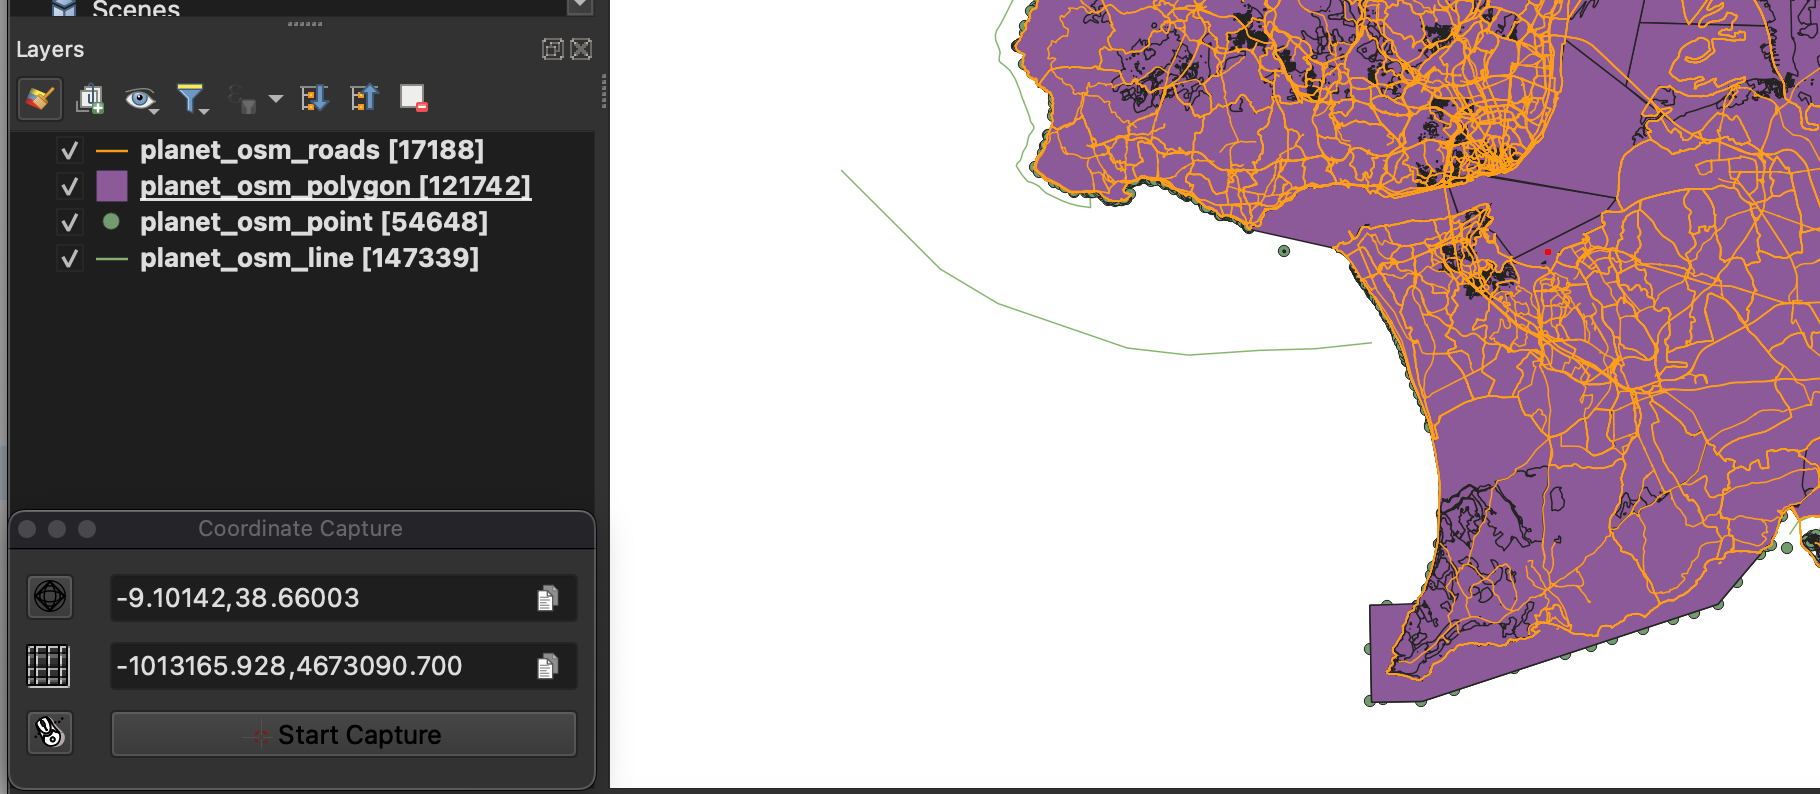 Scenes
Layers
planet_osm_roads [17188]
planet_osm_polygon [121742]
planet_osm_point [54648]
planet_osm_line [147339]
Coordinate Capture
-9.10142,38.66003
-1013165.928,4673090.700
Start Capture